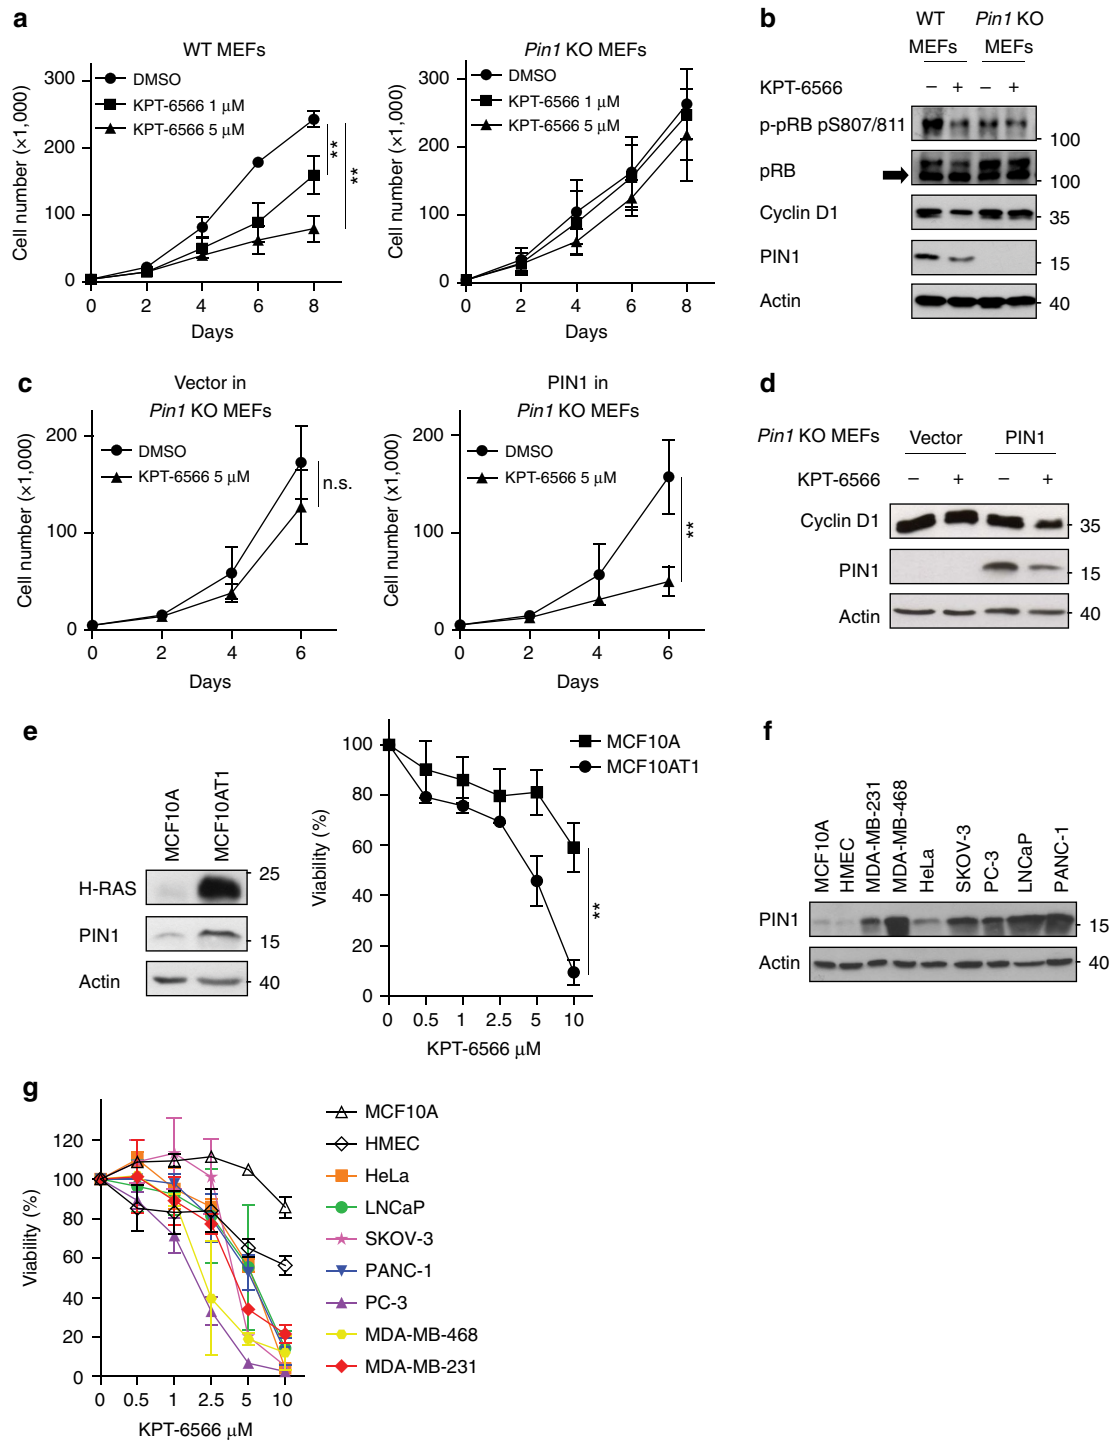 a
WT MEFs
300
200
100
0
Cell number (×1,000)
DMSO
KPT-6566 1 μM
KPT-6566 5 μM
**
**
0 2 4 6 8
Days
Pin1 KO MEFs
300
200
100
0
Cell number (×1,000)
DMSO
KPT-6566 1 μM
KPT-6566 5 μM
0 2 4 6 8
Days
b
WT MEFs
Pin1 KO MEFs
KPT-6566 – + – +
p-pRB pS807/811 100
pRB 100
Cyclin D1 35
PIN1 15
Actin 40
c
Vector in
Pin1 KO MEFs
200
100
0
Cell number (×1,000)
DMSO
KPT-6566 5 μM
n.s.
0 2 4 6
Days
PIN1 in
Pin1 KO MEFs
200
100
0
Cell number (×1,000)
DMSO
KPT-6566 5 μM
**
0 2 4 6
Days
d
Pin1 KO MEFs Vector PIN1
KPT-6566 – + – +
Cyclin D1 35
PIN1 15
Actin 40
e
MCF10A
MCF10AT1
H-RAS 25
PIN1 15
Actin 40
100
80
60
40
20
0
Viability (%)
MCF10A
MCF10AT1
**
0 0.5 1 2.5 5 10
KPT-6566 μM
f
MCF10A
HMEC
MDA-MB-231
MDA-MB-468
HeLa
SKOV-3
PC-3
LNCaP
PANC-1
PIN1 15
Actin 40
g
120
100
80
60
40
20
0
Viability (%)
0 0.5 1 2.5 5 10
KPT-6566 μM
MCF10A
HMEC
HeLa
LNCaP
SKOV-3
PANC-1
PC-3
MDA-MB-468
MDA-MB-231